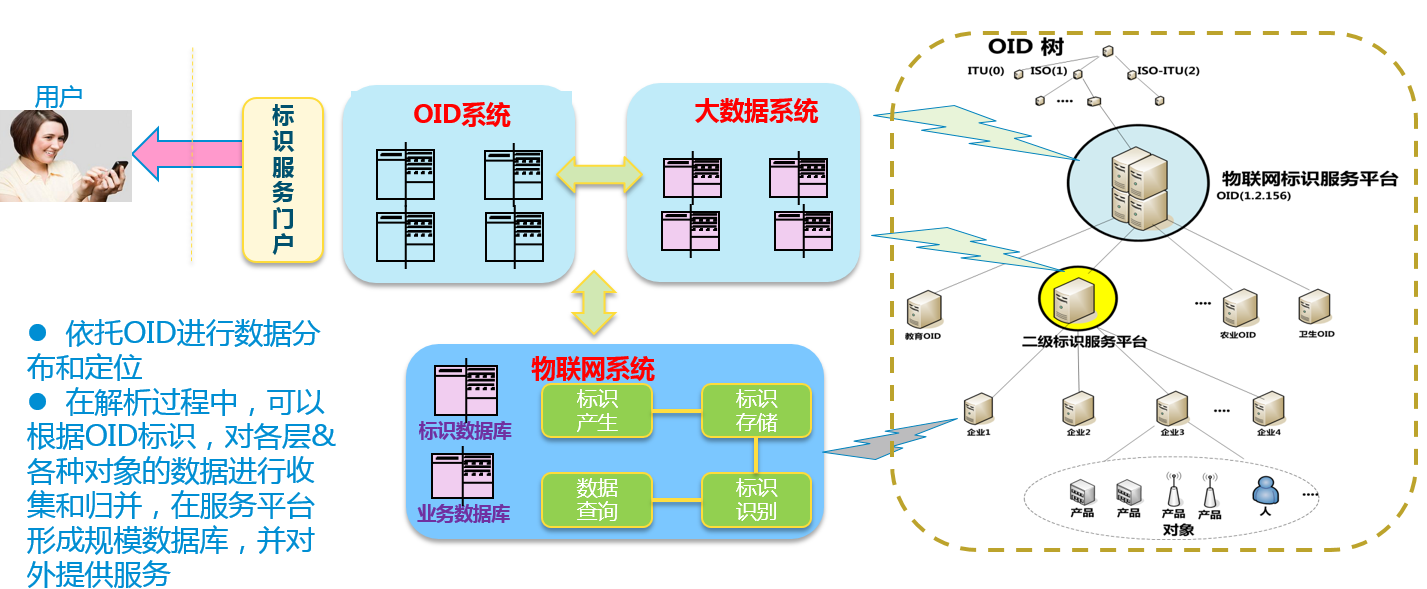 用户
标
识
服
务
门
户
OID系统
大数据系统
物联网系统
标识数据库
业务数据库
标识
产生
标识
存储
数据
查询
标识
识别
● 依托OID进行数据分
布和定位
● 在解析过程中，可以
根据OID标识，对各层&
各种对象的数据进行收
集和归并，在服务平台
形成规模数据库，并对
外提供服务
OID 树
ITU(0) ISO(1) ISO-ITU(2)
....
物联网标识服务平台
OID(1.2.156)
教育OID
二级标识服务平台
....
农业OID
卫生OID
企业1
企业2
企业3
....
企业4
产品
产品
产品
产品
人
....
对象